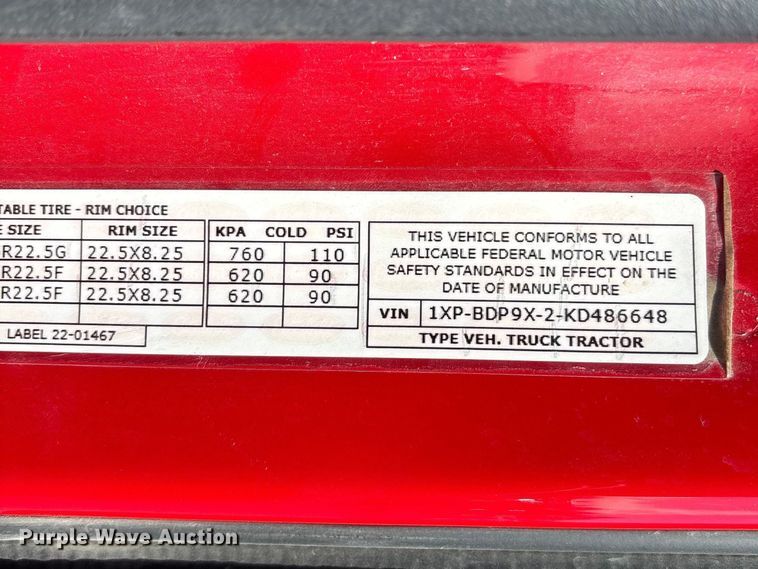 TABLE TIRE - RIM CHOICE
SIZE RIM SIZE KPA COLD PSI
R22.5G 22.5X8.25 760 110
R22.5F 22.5X8.25 620 90
R22.5F 22.5X8.25 620 90
LABEL 22-01467
THIS VEHICLE CONFORMS TO ALL
APPLICABLE FEDERAL MOTOR VEHICLE
SAFETY STANDARDS IN EFFECT ON THE
DATE OF MANUFACTURE
VIN 1XP-BDP9X-2-KD486648
TYPE VEH. TRUCK TRACTOR
Purple Wave Auction